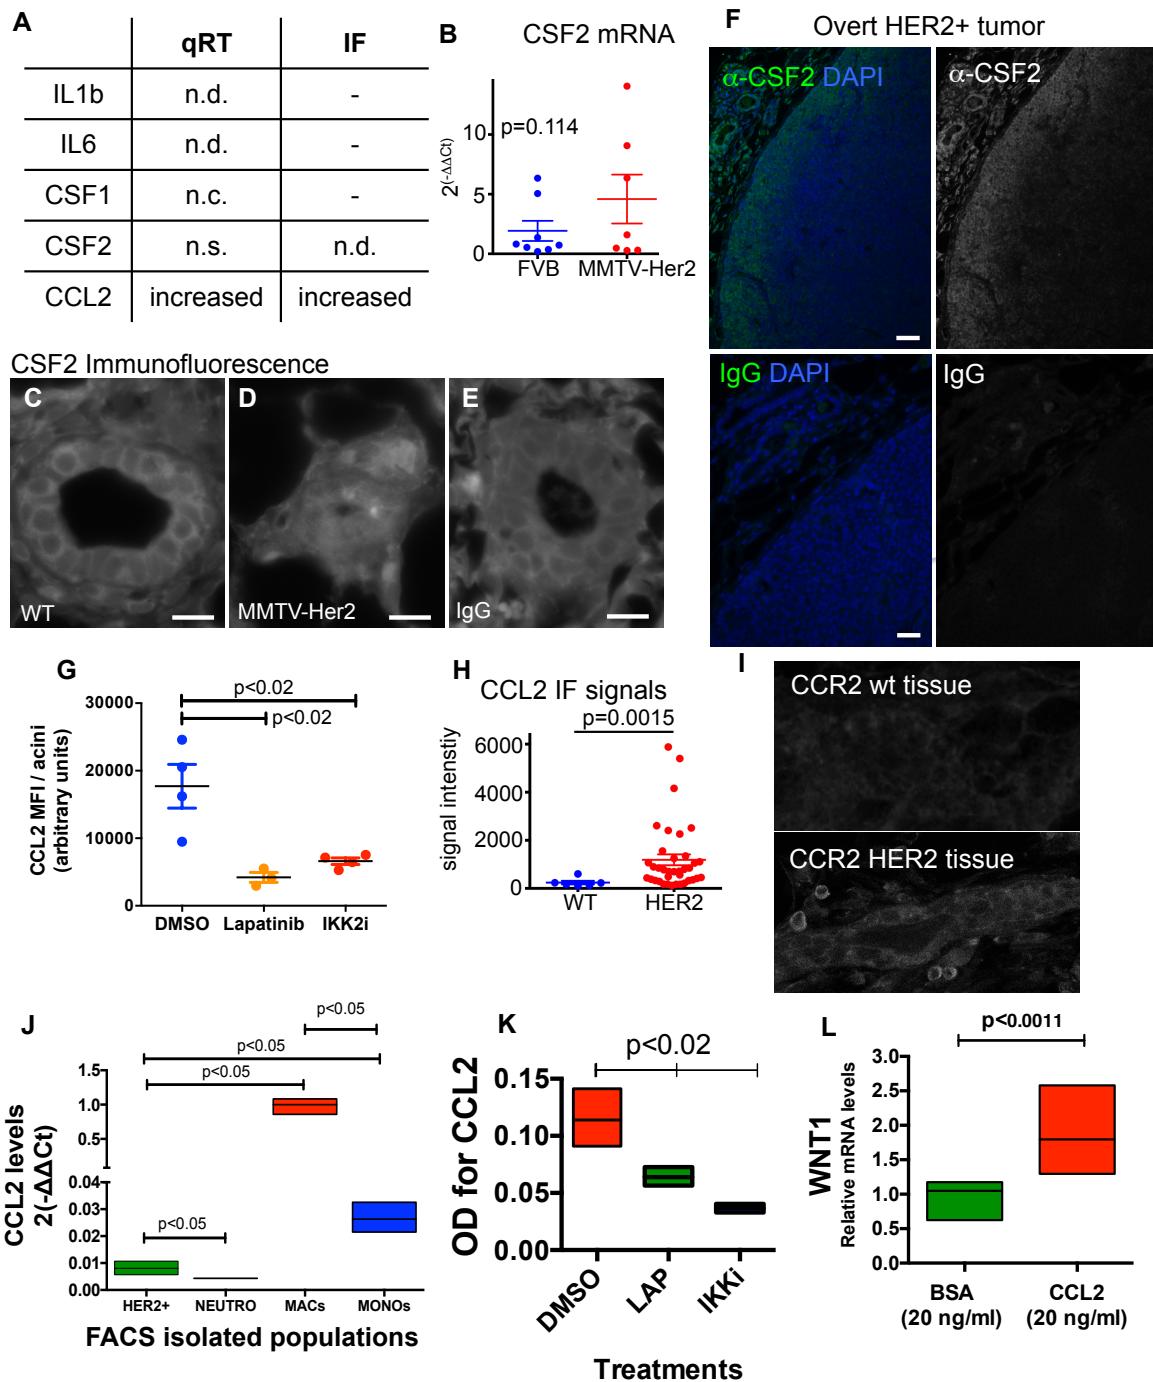 A
qRT IF
IL1b n.d. -
IL6 n.d. -
CSF1 n.c. -
CSF2 n.s. n.d.
CCL2 increased increased
B CSF2 mRNA
p=0.114
2(-ΔΔCt)
10
5
0
FVB MMTV-Her2
CSF2 Immunofluorescence
C
WT
D
MMTV-Her2
E
IgG
F Overt HER2+ tumor
α-CSF2 DAPI
α-CSF2
IgG DAPI
IgG
G
p<0.02
p<0.02
CCL2 MFI / acini
(arbitrary units)
30000
20000
10000
0
DMSO Lapatinib IKK2i
H CCL2 IF signals
p=0.0015
signal intenstiy
6000
4000
2000
0
WT HER2
I
CCR2 wt tissue
CCR2 HER2 tissue
J
p<0.05
p<0.05
p<0.05
p<0.05
CCL2 levels
2(-ΔΔCt)
1.5
1.0
0.5
0.04
0.03
0.02
0.01
0.00
HER2+ NEUTRO MACs MONOs
FACS isolated populations
K
p<0.02
OD for CCL2
0.15
0.10
0.05
0.00
DMSO LAP IKKi
Treatments
L
p<0.0011
WNT1
Relative mRNA levels
3.0
2.5
2.0
1.5
1.0
0.5
0.0
BSA CCL2
(20 ng/ml) (20 ng/ml)